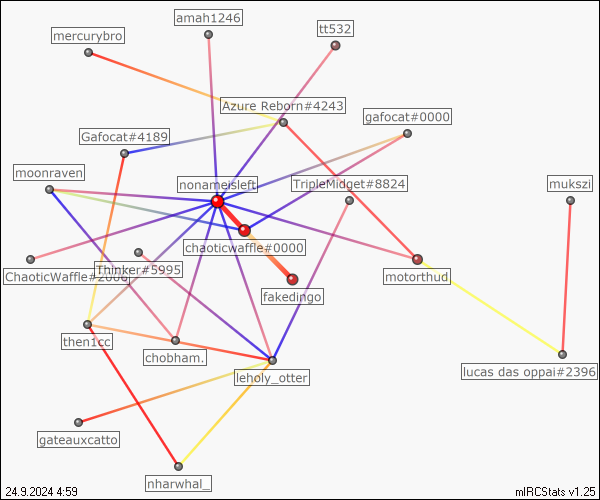 amah1246
tt532
mercurybro
Azure Reborn#4243
gafocat#0000
Gafocat#4189
moonraven
nonameisleft
TripleMidget#8824
mukszi
chaoticwaffle#0000
ChaoticWaffle#2000
Thinker#5995
motorthud
fakedingo
then1cc
chobham.
lucas das oppai#2396
leholy_otter
gateauxcatto
nharwhal_
24.9.2024 4:59
mIRCStats v1.25